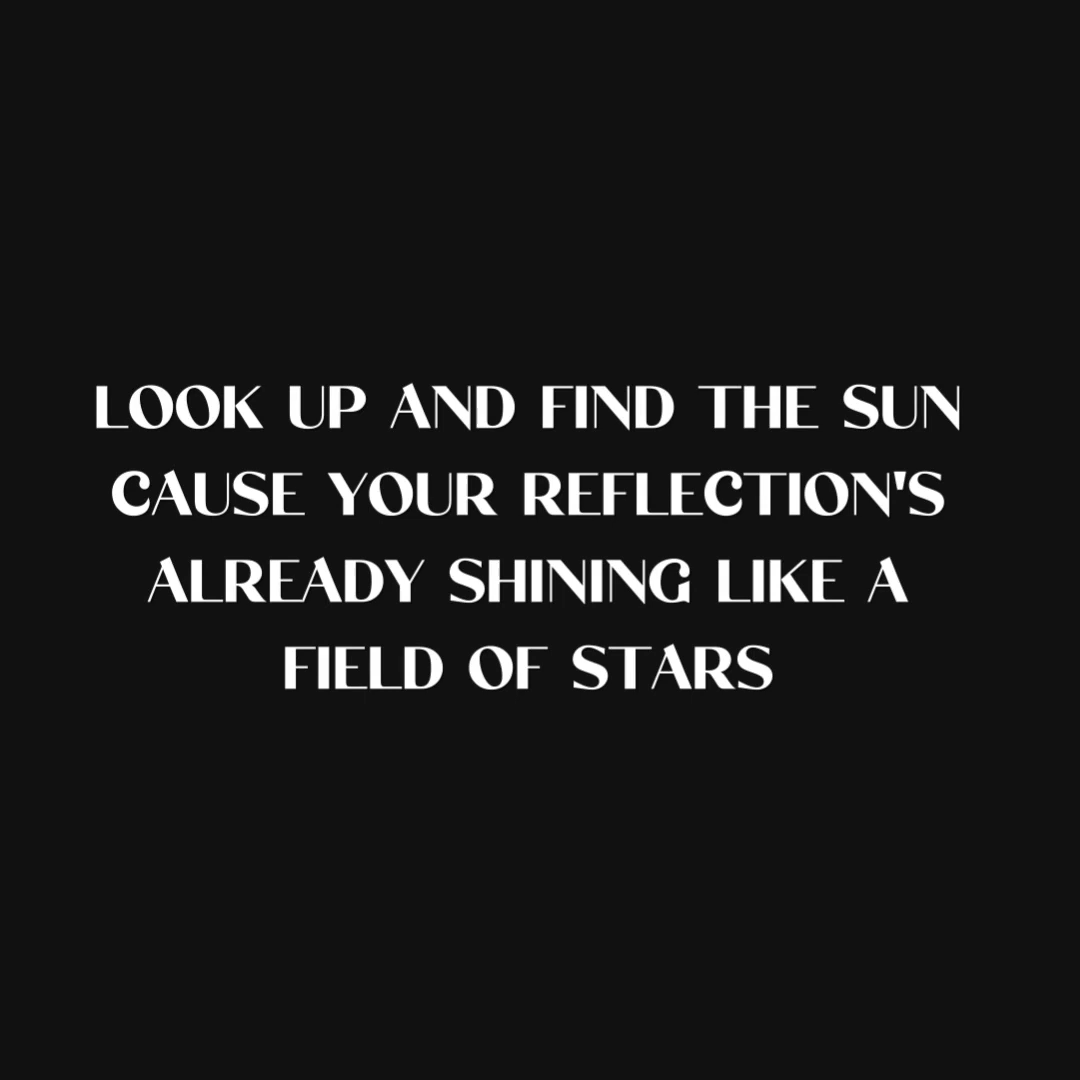 LOOK UP AND FIND THE SUN
CAUSE YOUR REFLECTION'S
ALREADY SHINING LIKE A
FIELD OF STARS